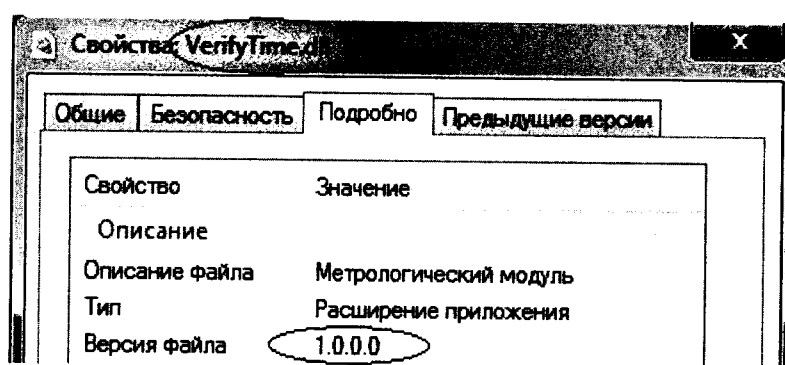 Свойства: VerifyTime.dll
Общие Безопасность Подробно Предыдущие версии
Свойство Значение
Описание
Описание файла Метрологический модуль
Тип Расширение приложения
Версия файла 1.0.0.0